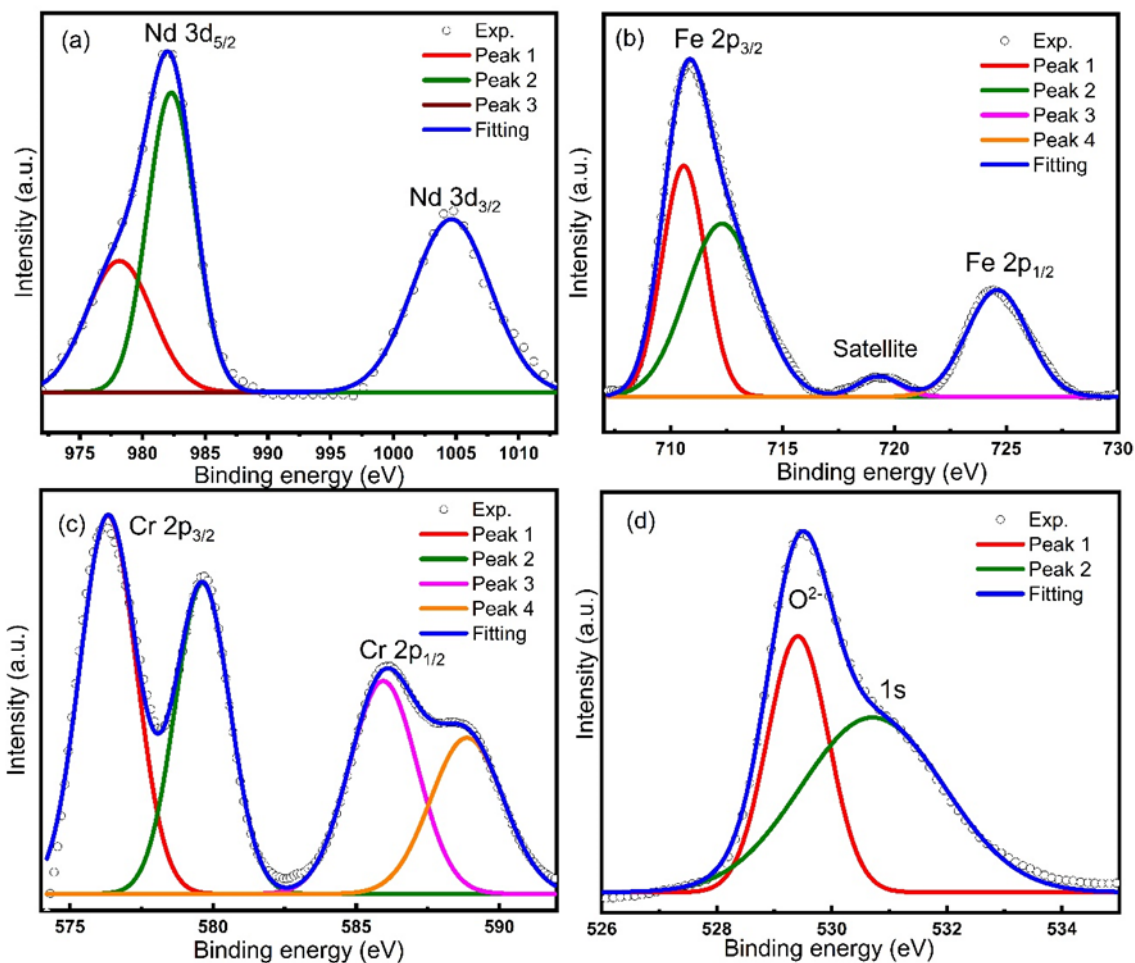 (a)
Nd 3d5/2
Exp.
Peak 1
Peak 2
Peak 3
Fitting
Nd 3d3/2
Intensity (a.u.)
975 980 985 990 995 1000 1005 1010
Binding energy (eV)
(b)
Fe 2p3/2
Exp.
Peak 1
Peak 2
Peak 3
Peak 4
Fitting
Fe 2p1/2
Satellite
Intensity (a.u.)
710 715 720 725 730
Binding energy (eV)
(c)
Cr 2p3/2
Exp.
Peak 1
Peak 2
Peak 3
Peak 4
Fitting
Cr 2p1/2
Intensity (a.u.)
575 580 585 590
Binding energy (eV)
(d)
Exp.
Peak 1
Peak 2
Fitting
O2-
1s
Intensity (a.u.)
526 528 530 532 534
Binding energy (eV)